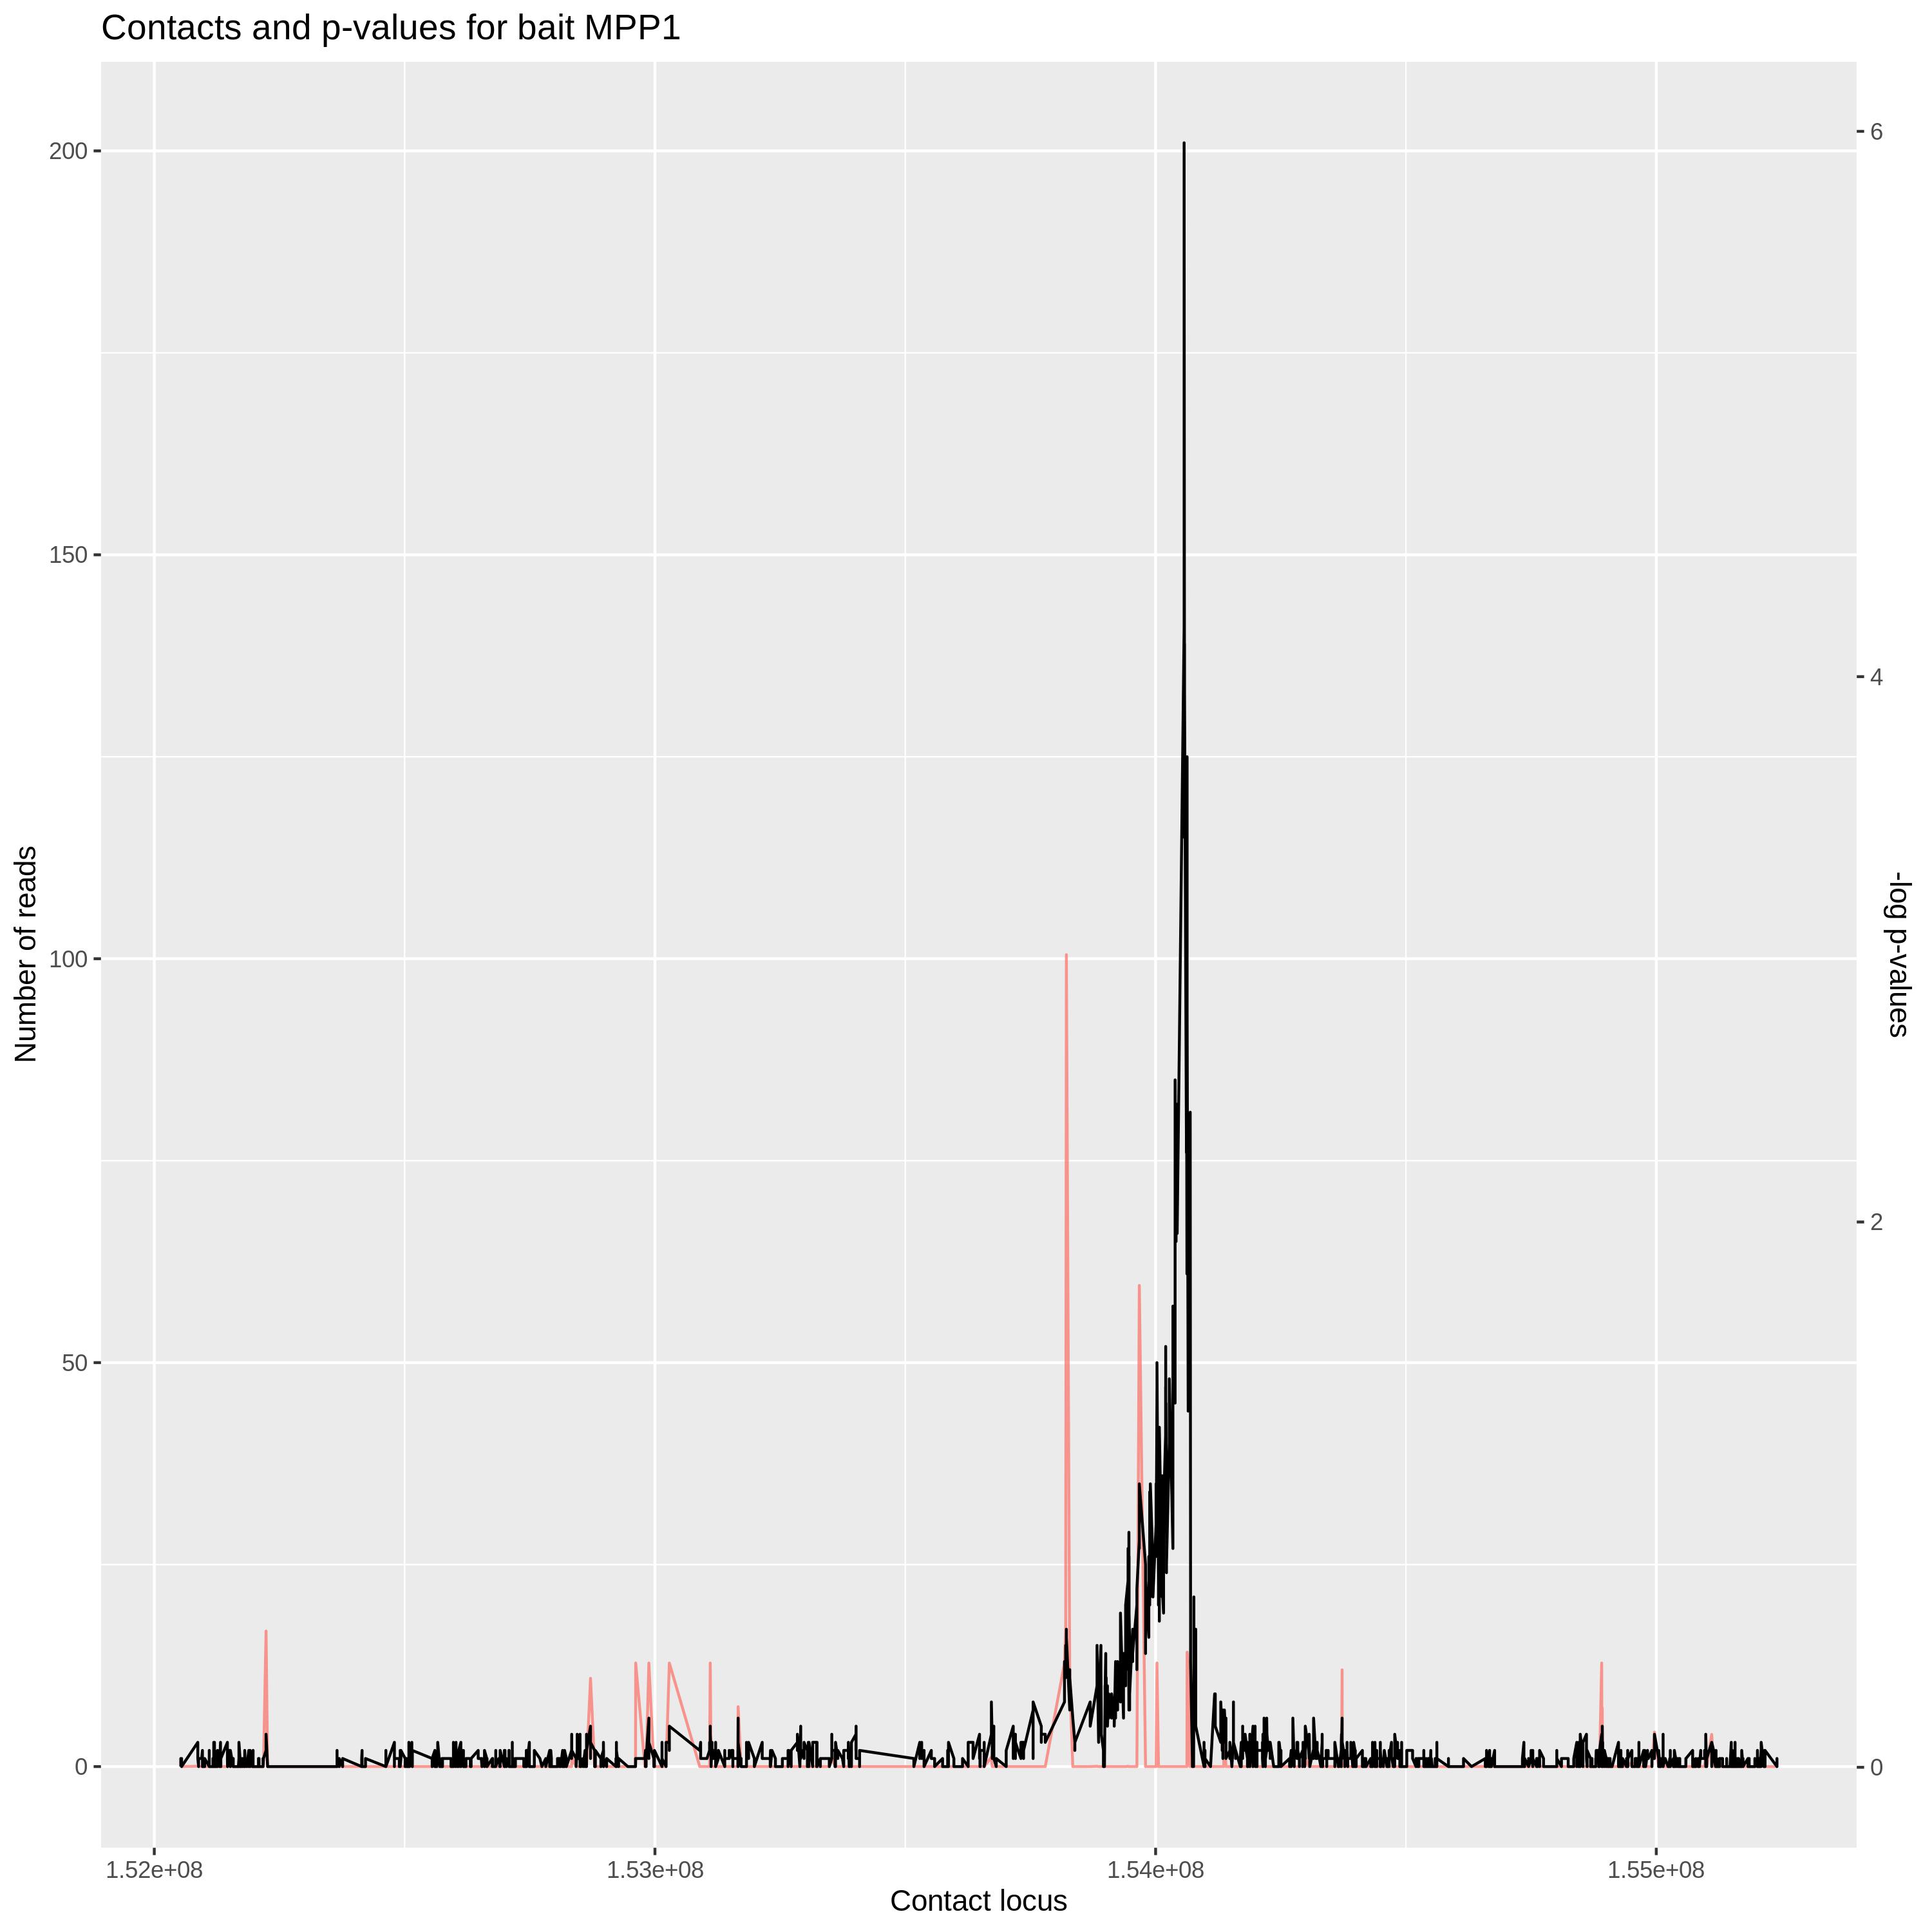 Contacts and p-values for bait MPP1
200
150
100
50
0
Number of reads
6
4
2
0
-log p-values
1.52e+08
1.53e+08
1.54e+08
1.55e+08
Contact locus